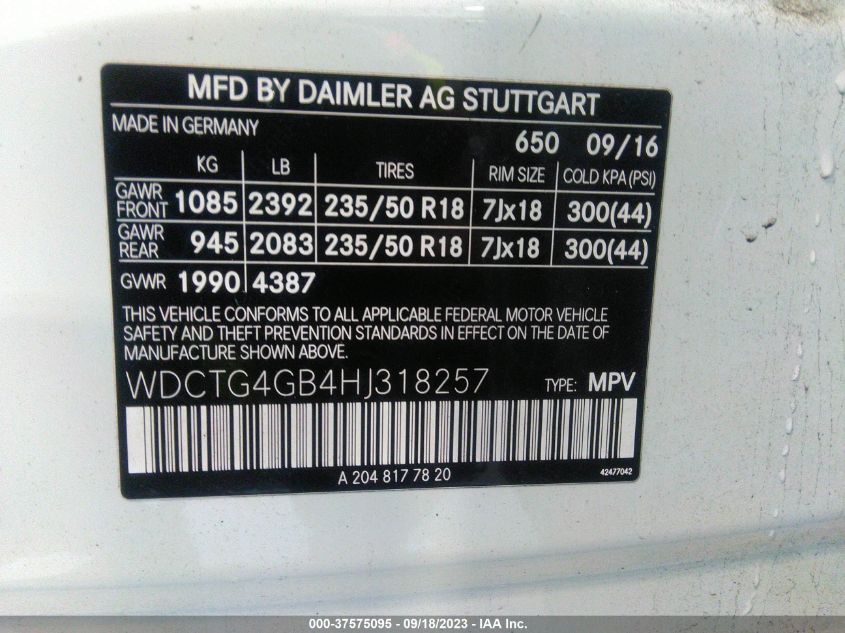 MFD BY DAIMLER AG STUTTGART
MADE IN GERMANY 650 09/16
KG LB TIRES RIM SIZE COLD KPA (PSI)
GAWR FRONT 1085 2392 235/50 R18 7Jx18 300(44)
GAWR REAR 945 2083 235/50 R18 7Jx18 300(44)
GVWR 1990 4387
THIS VEHICLE CONFORMS TO ALL APPLICABLE FEDERAL MOTOR VEHICLE
SAFETY AND THEFT PREVENTION STANDARDS IN EFFECT ON THE DATE OF
MANUFACTURE SHOWN ABOVE.
WDCTG4GB4HJ318257 TYPE: MPV
A 204 817 78 20 42477042
000-37575095 - 09/18/2023 - IAA Inc.